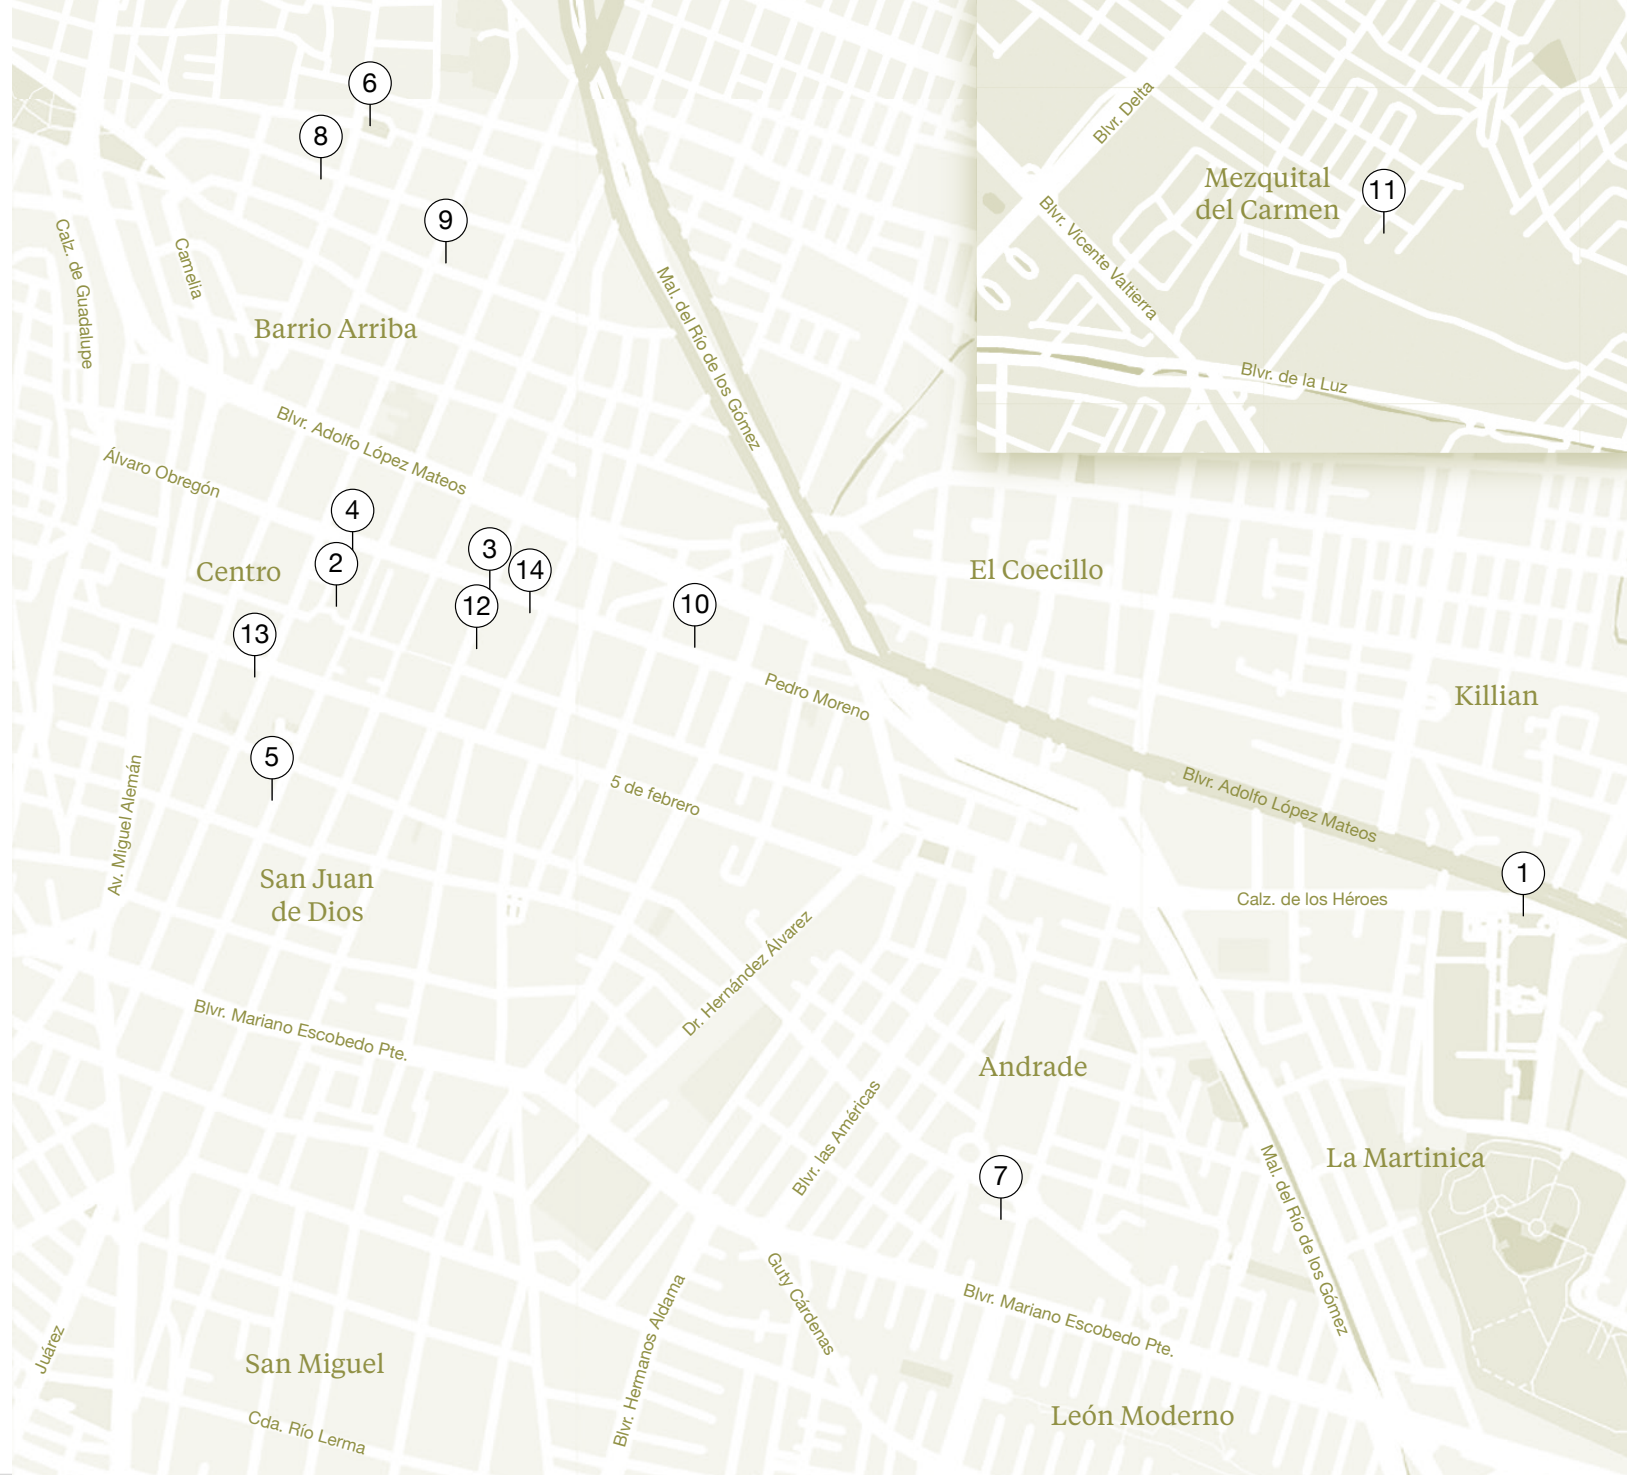 6
8
9
Blvr. Delta
Mezquital
del Carmen
11
Blvr. Vicente Valtierra
Blvr. de la Luz
Calz. de Guadalupe
Camelia
Mal. del Río de los Gómez
Barrio Arriba
Blvr. Adolfo López Mateos
Álvaro Obregón
4
2
3
14
12
10
13
Centro
El Coecillo
Killian
Pedro Moreno
5
5 de febrero
Av. Miguel Alemán
Blvr. Adolfo López Mateos
1
Calz. de los Héroes
San Juan
de Dios
Dr. Hernández Álvarez
Blvr. Mariano Escobedo Pte.
Andrade
Blvr. las Américas
7
La Martinica
Mal. del Río de los Gómez
Guty Cárdenas
Blvr. Hermanos Aldama
Blvr. Mariano Escobedo Pte.
Juárez
San Miguel
León Moderno
Cda. Río Lerma